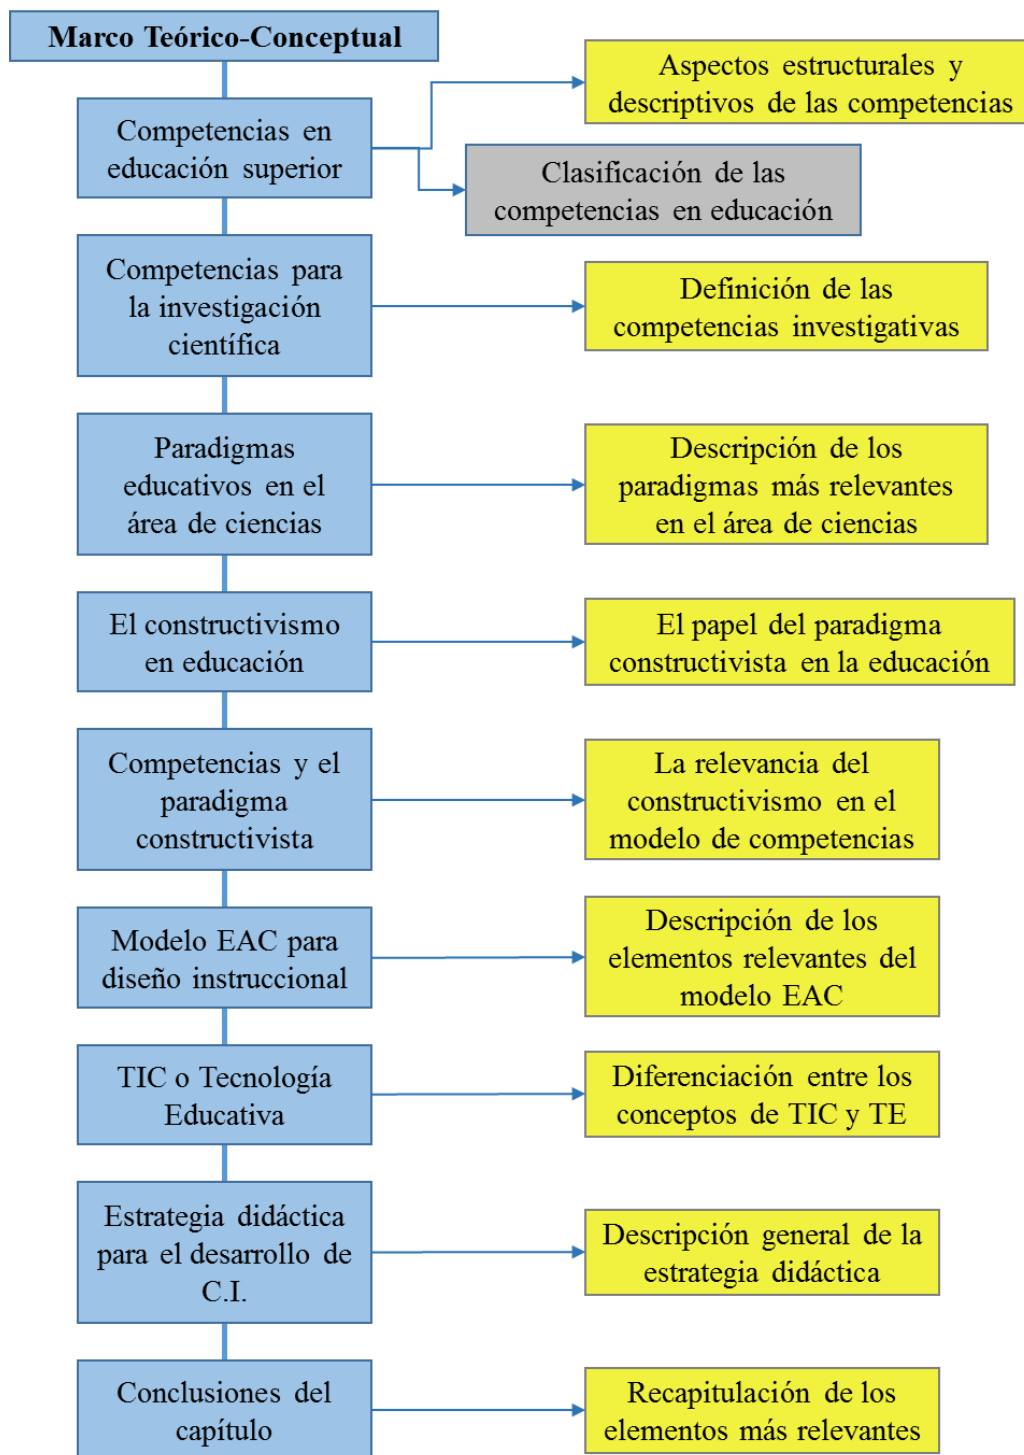 Marco Teórico-Conceptual
Competencias en
educación superior
Aspectos estructurales y
descriptivos de las competencias
Clasificación de las
competencias en educación
Competencias para
la investigación
científica
Definición de las
competencias investigativas
Paradigmas
educativos en el
área de ciencias
Descripción de los
paradigmas más relevantes
en el área de ciencias
El constructivismo
en educación
El papel del paradigma
constructivista en la educación
Competencias y el
paradigma
constructivista
La relevancia del
constructivismo en el
modelo de competencias
Modelo EAC para
diseño instruccional
Descripción de los
elementos relevantes del
modelo EAC
TIC o Tecnología
Educativa
Diferenciación entre los
conceptos de TIC y TE
Estrategia didáctica
para el desarrollo de
C.I.
Descripción general de la
estrategia didáctica
Conclusiones del
capítulo
Recapitulación de los
elementos más relevantes